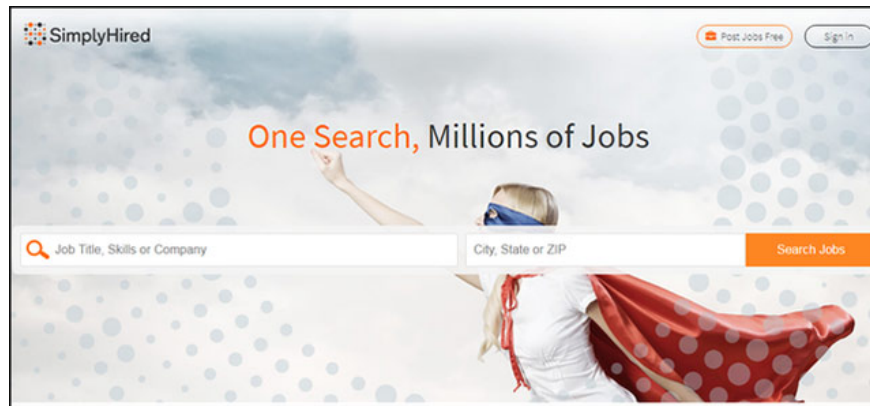 SimplyHired
Post Jobs Free
Sign In
One Search, Millions of Jobs
Job Title, Skills or Company
City, State or ZIP
Search Jobs